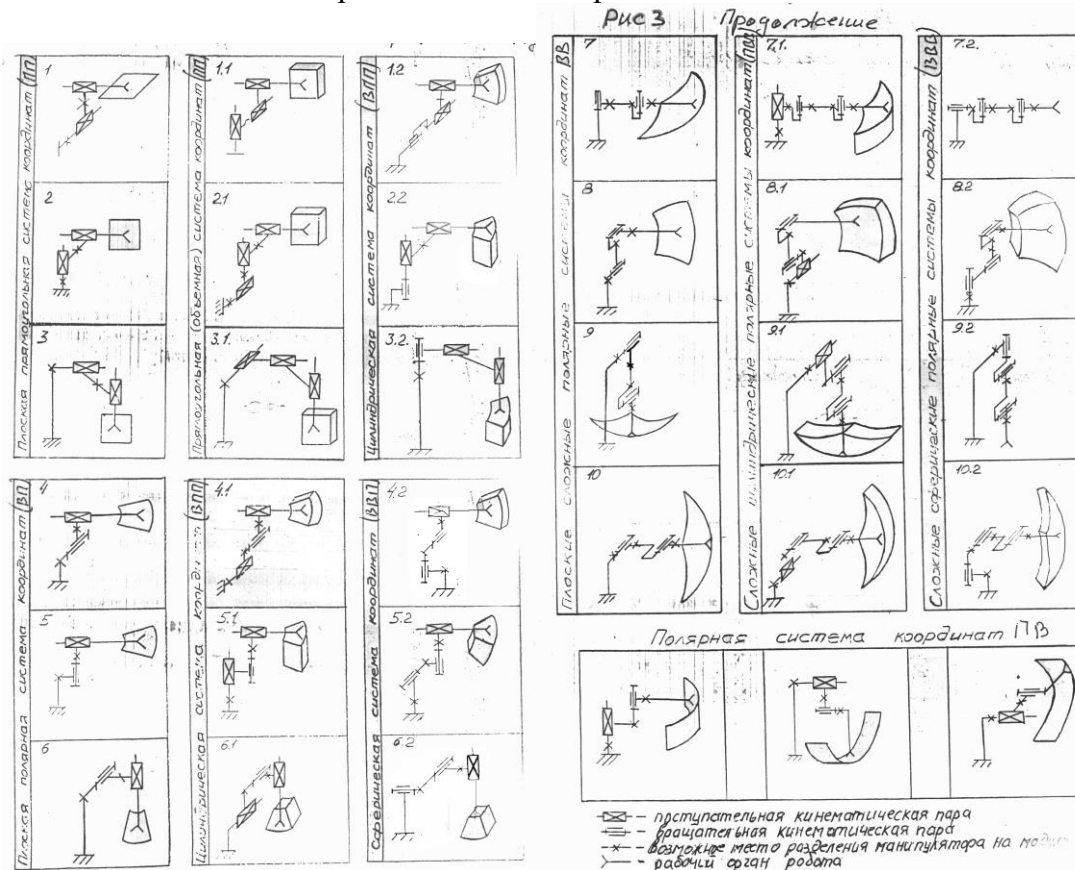 Рис 3 Продолжение
Плоская прямоугольная система координат (ПП)
1
2
3
Прямоугольная (объемная) система координат (ПП)
1.1
2.1
3.1.
Цилиндрическая система координат (ВП)
1.2
2.2
3.2.
Плоская полярная система координат (ВП)
4
5
6
Цилиндрическая система координат (ВПП)
4.1
5.1
6.1
Сферическая система координат (ВВП)
4.2
5.2
6.2
Плоские сложные полярные системы координат ВВ
7
8
9
10
Сложные цилиндрические полярные системы координат (ПВВ)
7.1.
8.1
9.1
10.1
Сложные сферические полярные системы координат (ВВВ)
7.2.
8.2
9.2
10.2
Полярная система координат ПВ
- поступательная кинематическая пара
- вращательная кинематическая пара
- возможное место разделения манипулятора на
- рабочий орган робота